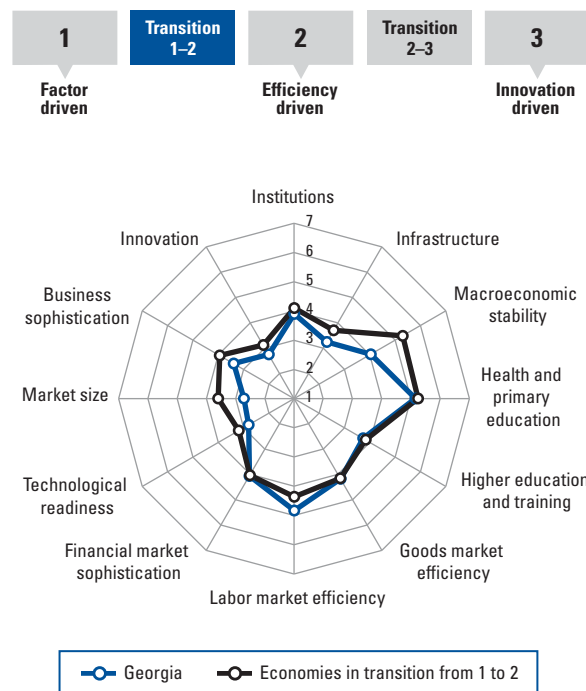 1
Transition
1–2
2
Transition
2–3
3
Factor
driven
Efficiency
driven
Innovation
driven
Institutions
7
6
5
4
3
2
1
Infrastructure
Macroeconomic
stability
Health and
primary
education
Higher education
and training
Goods market
efficiency
Labor market efficiency
Financial market
sophistication
Technological
readiness
Market size
Business
sophistication
Innovation
Georgia
Economies in transition from 1 to 2